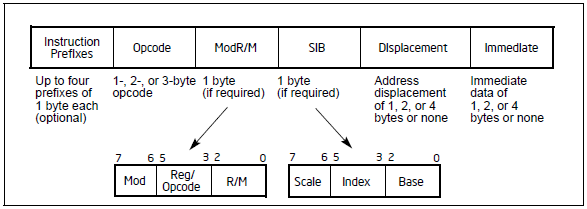 Instruction Prefixes Opcode ModR/M SIB Displacement Immediate
Up to four 1-, 2-, or 3-byte 1 byte 1 byte Address Immediate
prefixes of opcode (if required) (if required) displacement data of
1 byte each of 1, 2, or 4 1, 2, or 4
(optional) bytes or none bytes or none
7 6 5 3 2 0 7 6 5 3 2 0
Mod Reg/ Opcode R/M Scale Index Base